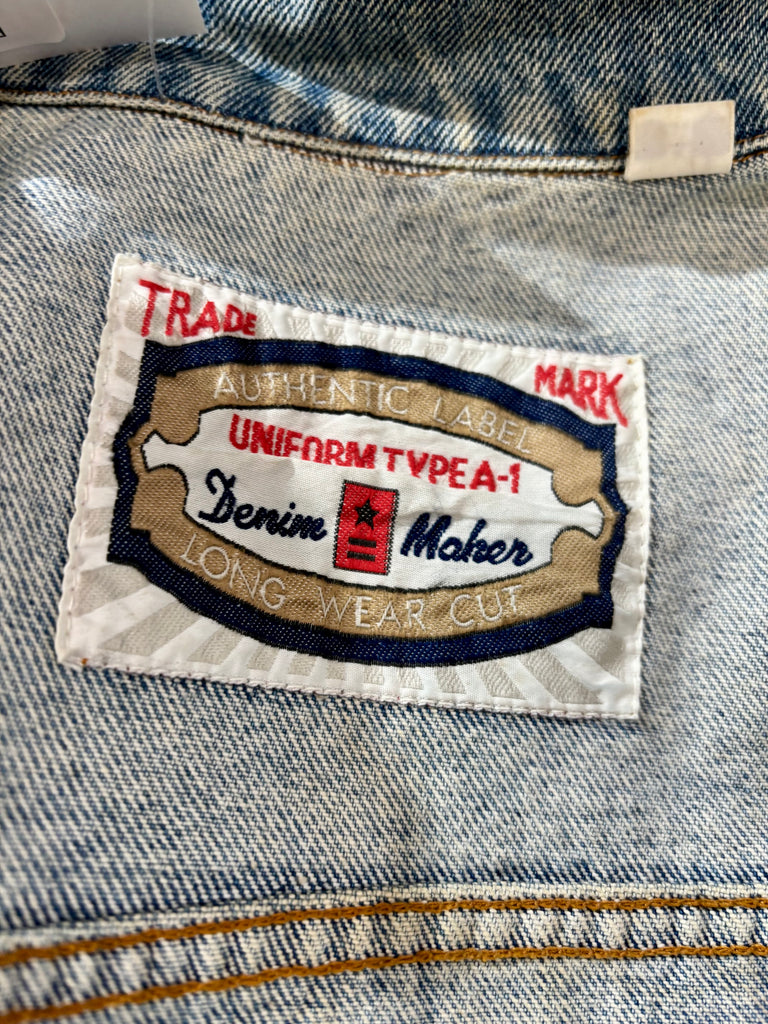 TRADE
MARK
AUTHENTIC LABEL
UNIFORM TYPE A-1
Denim Maker
LONG WEAR CUT